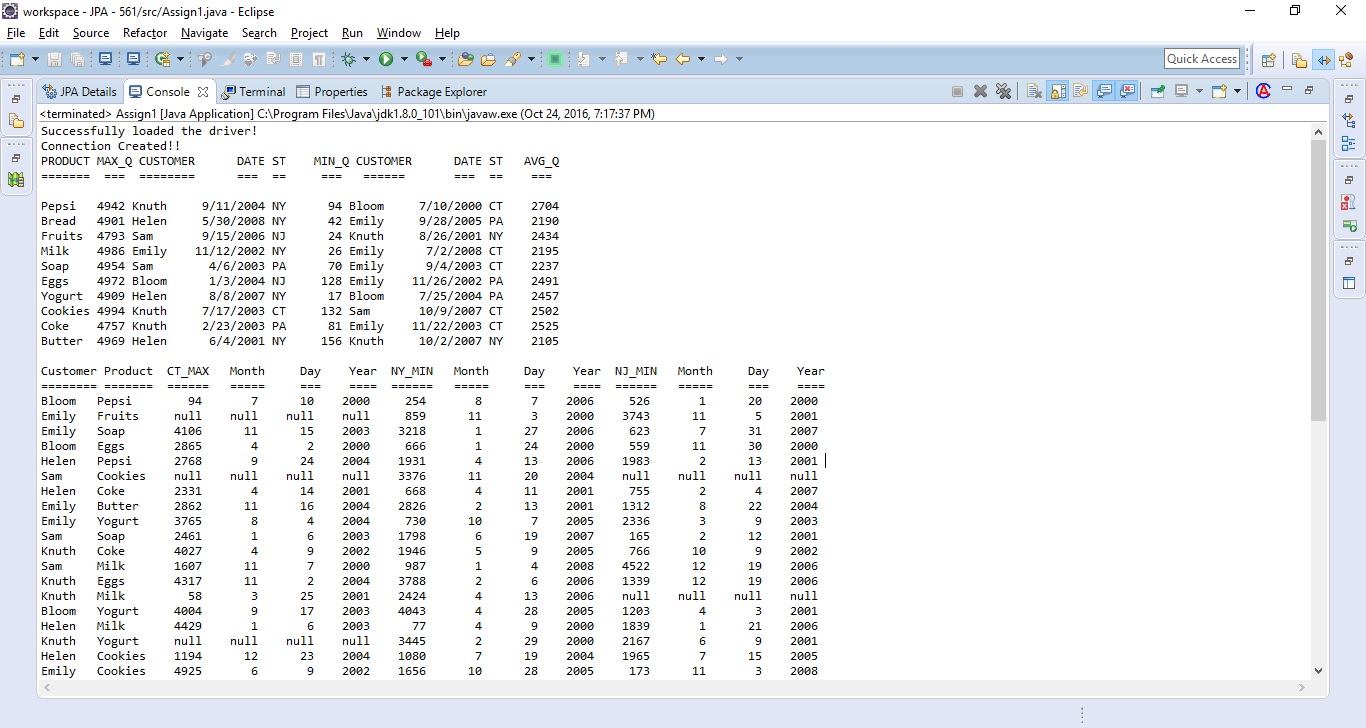 workspace - JPA - 561/src/Assign1.java - Eclipse
File Edit Source Refactor Navigate Search Project Run Window Help
Quick Access
JPA Details Console Terminal Properties Package Explorer
<terminated> Assign1 [Java Application] C:\Program Files\Java\jdk1.8.0_101\bin\javaw.exe (Oct 24, 2016, 7:17:37 PM)
Successfully loaded the driver!
Connection Created!!
PRODUCT MAX_Q CUSTOMER DATE ST MIN_Q CUSTOMER DATE ST AVG_Q
======= === ======== === == === ====== === == ===
Pepsi 4942 Knuth 9/11/2004 NY 94 Bloom 7/10/2000 CT 2704
Bread 4901 Helen 5/30/2008 NY 42 Emily 9/28/2005 PA 2190
Fruits 4793 Sam 9/15/2006 NJ 24 Knuth 8/26/2001 NY 2434
Milk 4986 Emily 11/12/2002 NY 26 Emily 7/2/2008 CT 2195
Soap 4954 Sam 4/6/2003 PA 70 Emily 9/4/2003 CT 2237
Eggs 4972 Bloom 1/3/2004 NJ 128 Emily 11/26/2002 PA 2491
Yogurt 4909 Helen 8/8/2007 NY 17 Bloom 7/25/2004 PA 2457
Cookies 4994 Knuth 7/17/2003 CT 132 Sam 10/9/2007 CT 2502
Coke 4757 Knuth 2/23/2003 PA 81 Emily 11/22/2003 CT 2525
Butter 4969 Helen 6/4/2001 NY 156 Knuth 10/2/2007 NY 2105
Customer Product CT_MAX Month Day Year NY_MIN Month Day Year NJ_MIN Month Day Year
======== ======= ====== ===== === ==== ====== ===== === ==== ====== ===== === ====
Bloom Pepsi 94 7 10 2000 254 8 7 2006 526 1 20 2000
Emily Fruits null null null null 859 11 3 2000 3743 11 5 2001
Emily Soap 4106 11 15 2003 3218 1 27 2006 623 7 31 2007
Bloom Eggs 2865 4 2 2000 666 1 24 2000 559 11 30 2000
Helen Pepsi 2768 9 24 2004 1931 4 13 2006 1983 2 13 2001
Sam Cookies null null null null 3376 11 20 2004 null null null null
Helen Coke 2331 4 14 2001 668 4 11 2001 755 2 4 2007
Emily Butter 2862 11 16 2004 2826 2 13 2001 1312 8 22 2004
Emily Yogurt 3765 8 4 2004 730 10 7 2005 2336 3 9 2003
Sam Soap 2461 1 6 2003 1798 6 19 2007 165 2 12 2001
Knuth Coke 4027 4 9 2002 1946 5 9 2005 766 10 9 2002
Sam Milk 1607 11 7 2000 987 1 4 2008 4522 12 19 2006
Knuth Eggs 4317 11 2 2004 3788 2 6 2006 1339 12 19 2006
Knuth Milk 58 3 25 2001 2424 4 13 2006 null null null null
Bloom Yogurt 4004 9 17 2003 4043 4 28 2005 1203 4 3 2001
Helen Milk 4429 1 6 2003 77 4 9 2000 1839 1 21 2006
Knuth Yogurt null null null null 3445 2 29 2000 2167 6 9 2001
Helen Cookies 1194 12 23 2004 1080 7 19 2004 1965 7 15 2005
Emily Cookies 4925 6 9 2002 1656 10 28 2005 173 11 3 2008